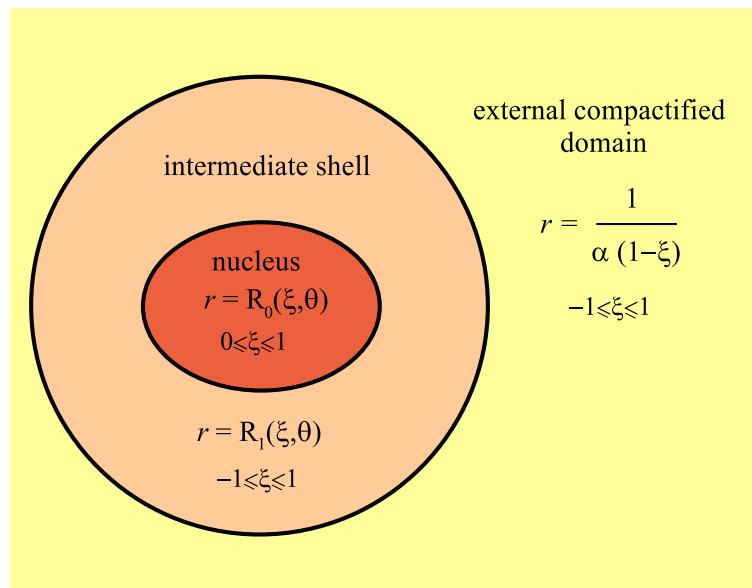 external compactified
domain
r = 1 / α (1−ξ)
−1⩽ξ⩽1
intermediate shell
nucleus
r = R₀(ξ,θ)
0⩽ξ⩽1
r = R₁(ξ,θ)
−1⩽ξ⩽1